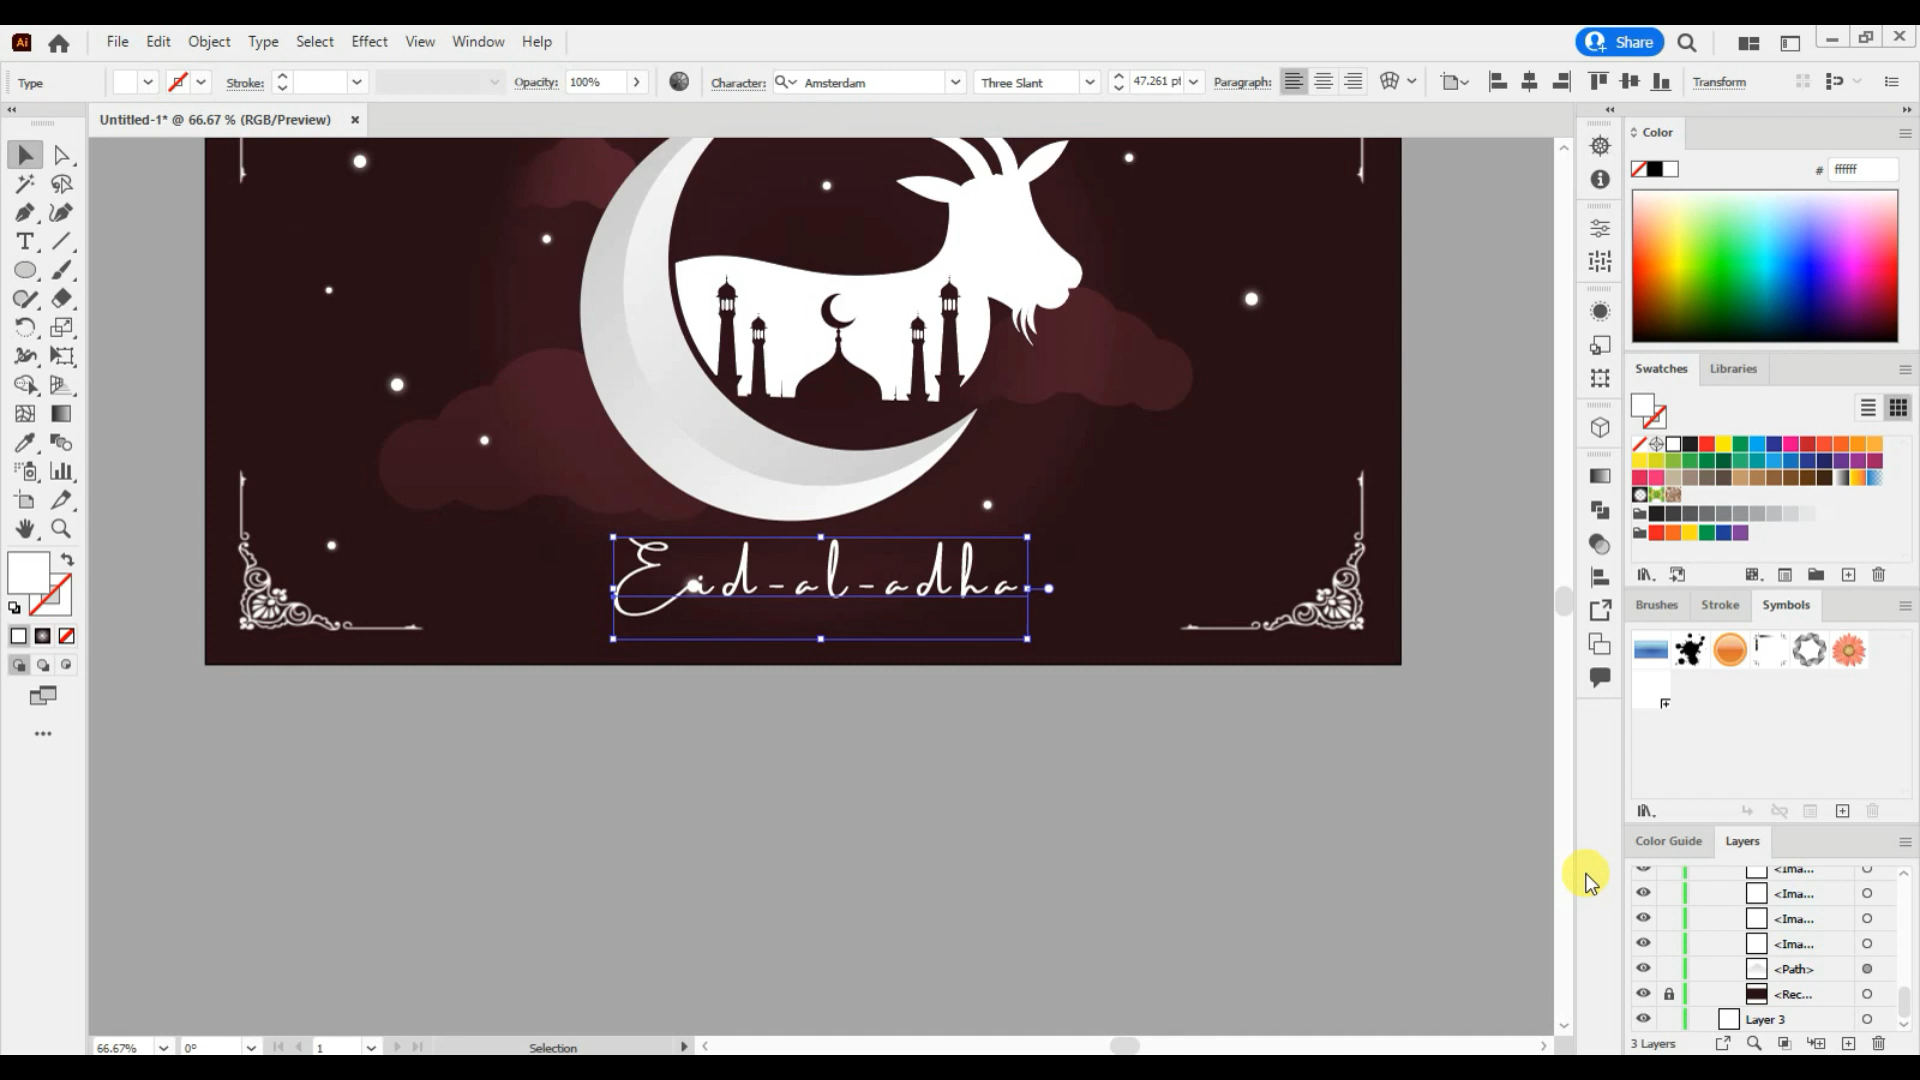 Ai File Edit Object Type Select Effect View Window Help Share
Type Stroke: Opacity: 100% Character: Amsterdam Three Slant 47.261 pt Paragraph: Transform
Untitled-1* @ 66.67 % (RGB/Preview)
Color
# ffffff
Swatches Libraries
Eid-al-adha
Brushes Stroke Symbols
Color Guide Layers
<Ima...
<Ima...
<Ima...
<Ima...
<Path>
<Rec...
Layer 3
3 Layers
66.67% 0° 1 Selection